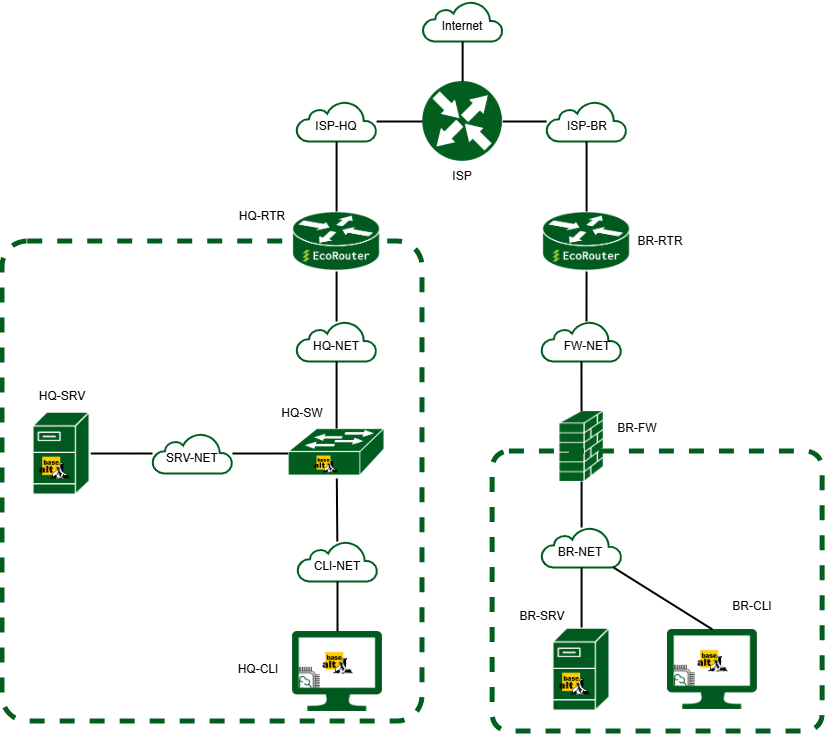 Internet
ISP-HQ
ISP-BR
ISP
HQ-RTR
BR-RTR
EcoRouter
EcoRouter
HQ-NET
FW-NET
HQ-SRV
HQ-SW
BR-FW
base
alt
SRV-NET
base
alt
BR-NET
CLI-NET
BR-SRV
BR-CLI
HQ-CLI
base
alt
base
alt
base
alt